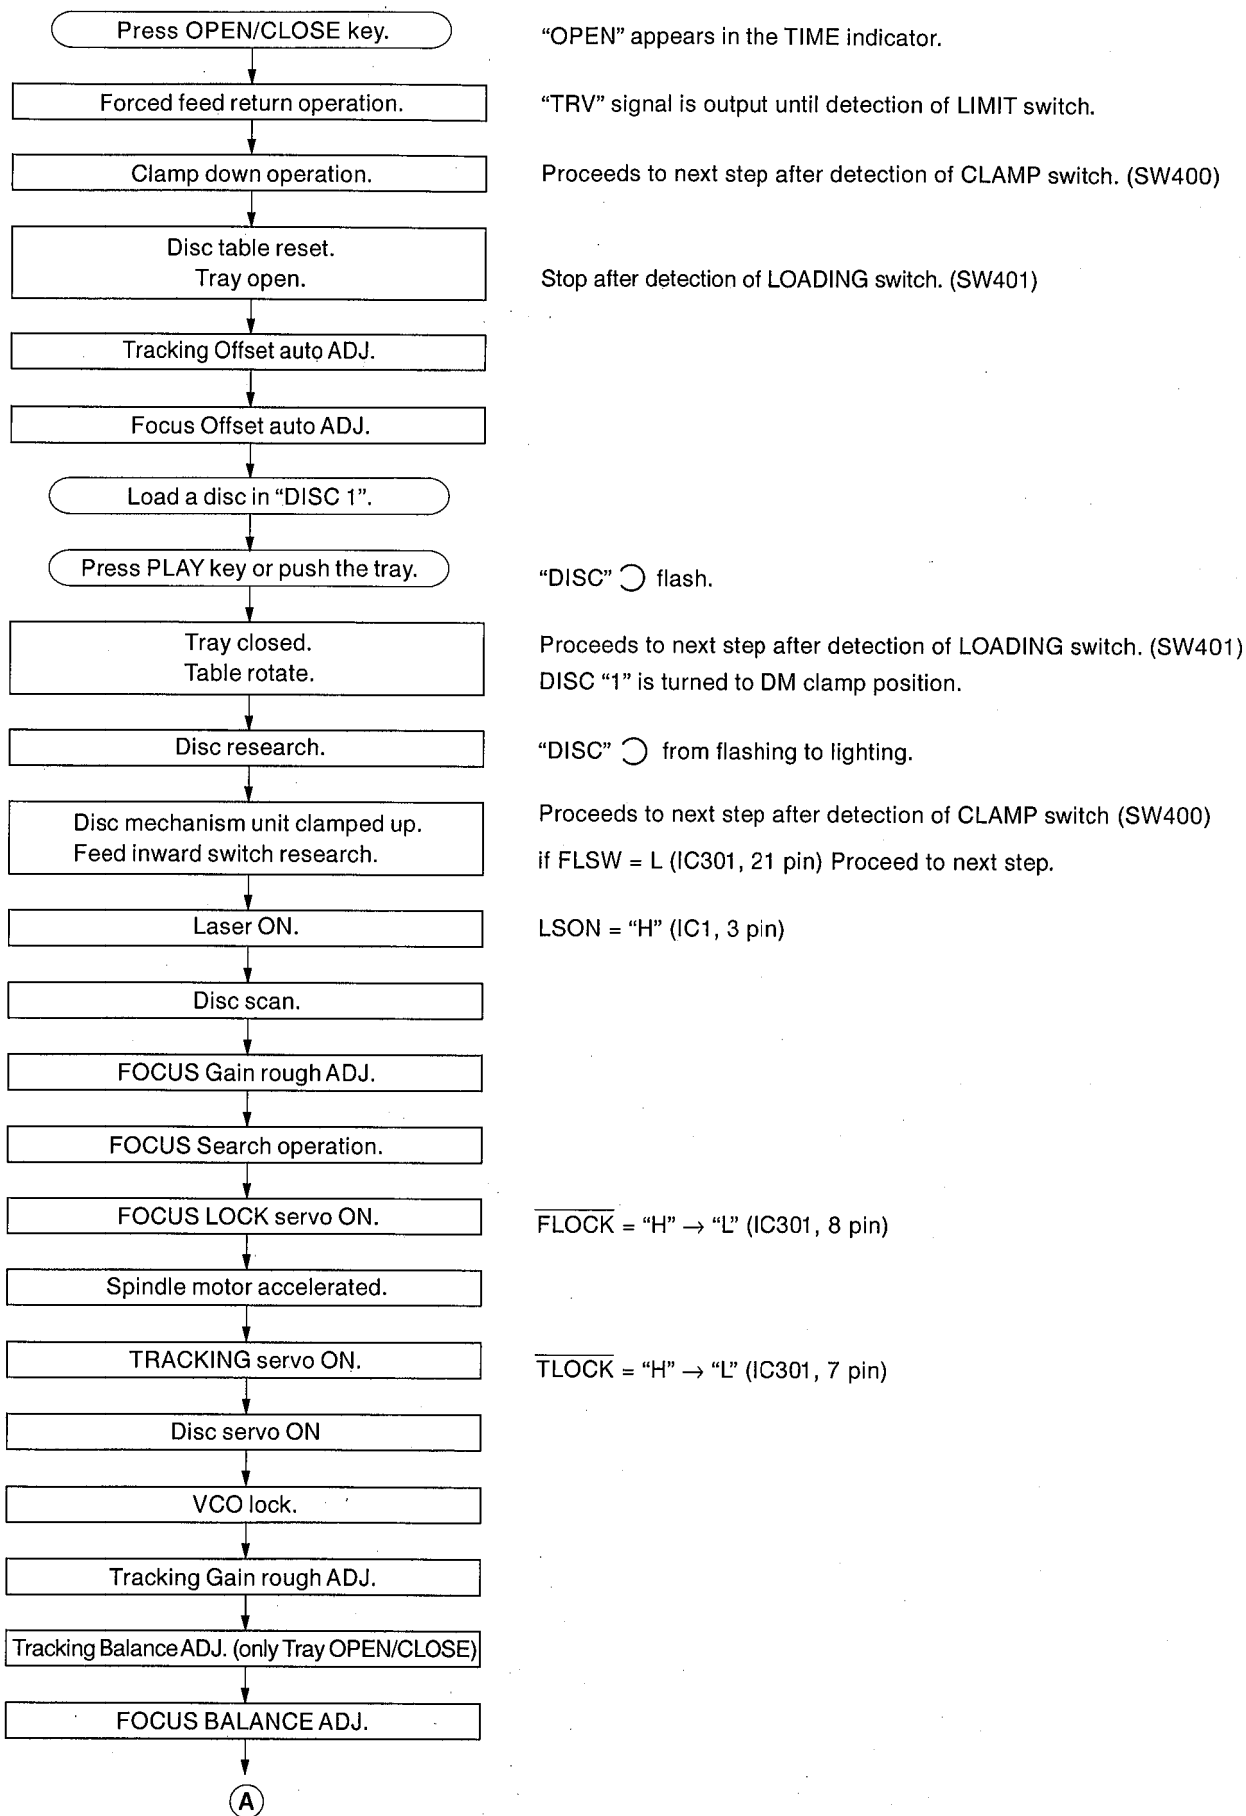 Press OPEN/CLOSE key.
“OPEN” appears in the TIME indicator.
Forced feed return operation.
“TRV” signal is output until detection of LIMIT switch.
Clamp down operation.
Proceeds to next step after detection of CLAMP switch. (SW400)
Disc table reset.
Tray open.
Stop after detection of LOADING switch. (SW401)
Tracking Offset auto ADJ.
Focus Offset auto ADJ.
Load a disc in “DISC 1”.
Press PLAY key or push the tray.
“DISC” flash.
Tray closed.
Table rotate.
Proceeds to next step after detection of LOADING switch. (SW401)
DISC “1” is turned to DM clamp position.
Disc research.
“DISC” from flashing to lighting.
Disc mechanism unit clamped up.
Feed inward switch research.
Proceeds to next step after detection of CLAMP switch (SW400)
if FLSW = L (IC301, 21 pin) Proceed to next step.
Laser ON.
LSON = “H” (IC1, 3 pin)
Disc scan.
FOCUS Gain rough ADJ.
FOCUS Search operation.
FOCUS LOCK servo ON.
FLOCK = “H” → “L” (IC301, 8 pin)
Spindle motor accelerated.
TRACKING servo ON.
TLOCK = “H” → “L” (IC301, 7 pin)
Disc servo ON
VCO lock.
Tracking Gain rough ADJ.
Tracking Balance ADJ. (only Tray OPEN/CLOSE)
FOCUS BALANCE ADJ.
A